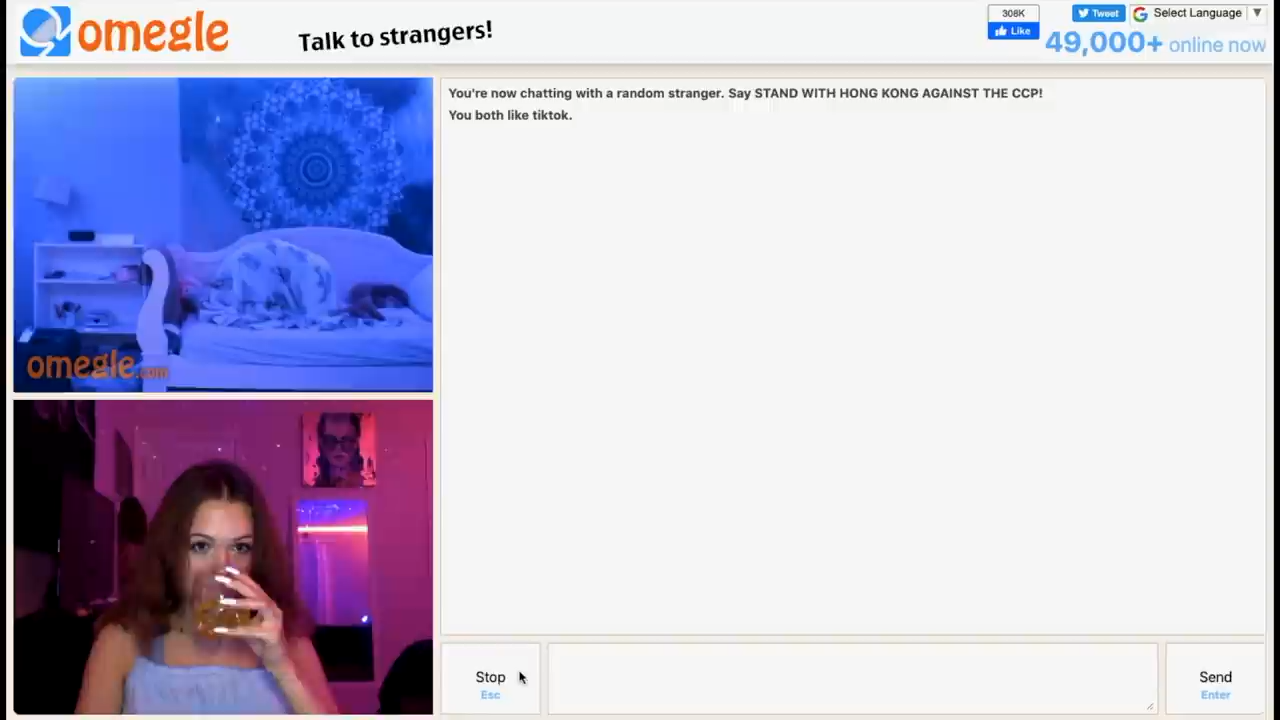 omegle
Talk to strangers!
308K
Like
Tweet
Select Language ▼
49,000+ online now
You're now chatting with a random stranger. Say STAND WITH HONG KONG AGAINST THE CCP!
You both like tiktok.
omegle.com
Stop
Esc
Send
Enter